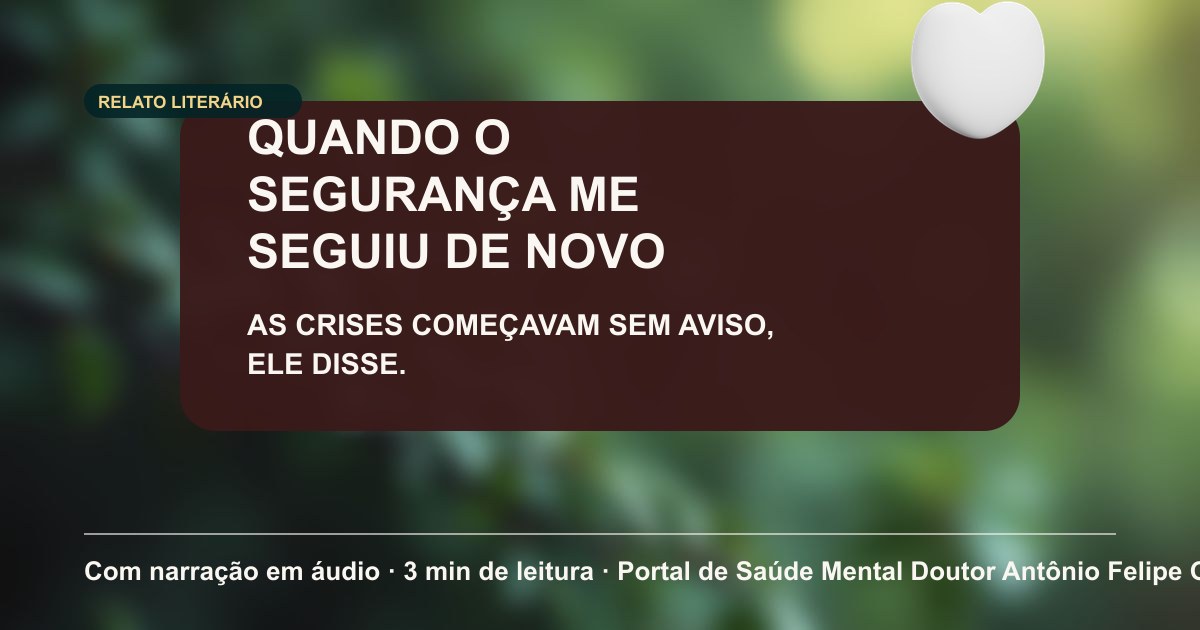 RELATO LITERÁRIO
QUANDO O
SEGURANÇA ME
SEGUIU DE NOVO
AS CRISES COMEÇAVAM SEM AVISO,
ELE DISSE.
Com narração em áudio · 3 min de leitura · Portal de Saúde Mental Doutor Antônio Felipe